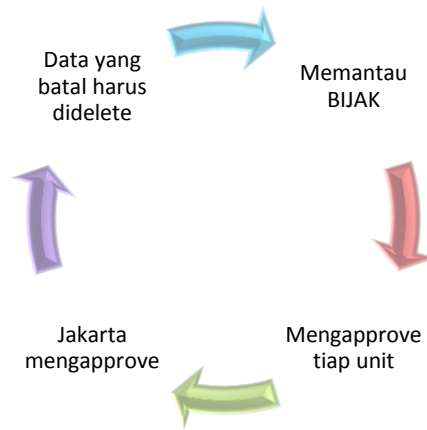 Data yang
batal harus
didelete
Memantau
BIJAK
Mengapprove
tiap unit
Jakarta
mengapprove